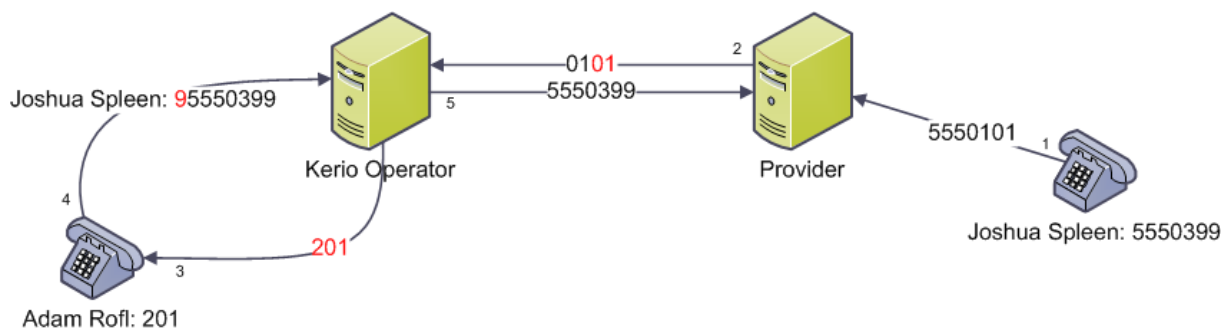 2
0101
5550399
5
Joshua Spleen: 95550399
5550101
1
Kerio Operator
Provider
4
Joshua Spleen: 5550399
201
3
Adam Rofl: 201